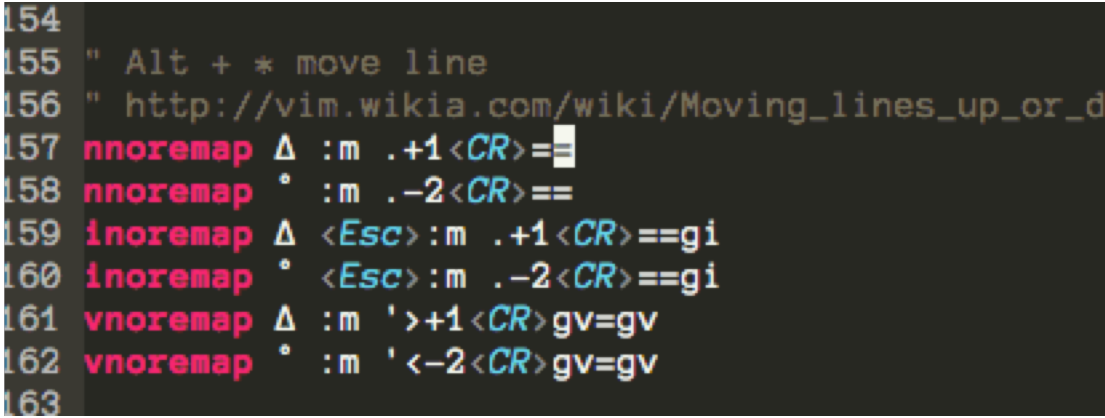 154
155 " Alt + * move line
156 " http://vim.wikia.com/wiki/Moving_lines_up_or_d
157 nnoremap ∆ :m .+1<CR>==
158 nnoremap ˚ :m .-2<CR>==
159 inoremap ∆ <Esc>:m .+1<CR>==gi
160 inoremap ˚ <Esc>:m .-2<CR>==gi
161 vnoremap ∆ :m '>+1<CR>gv=gv
162 vnoremap ˚ :m '<-2<CR>gv=gv
163